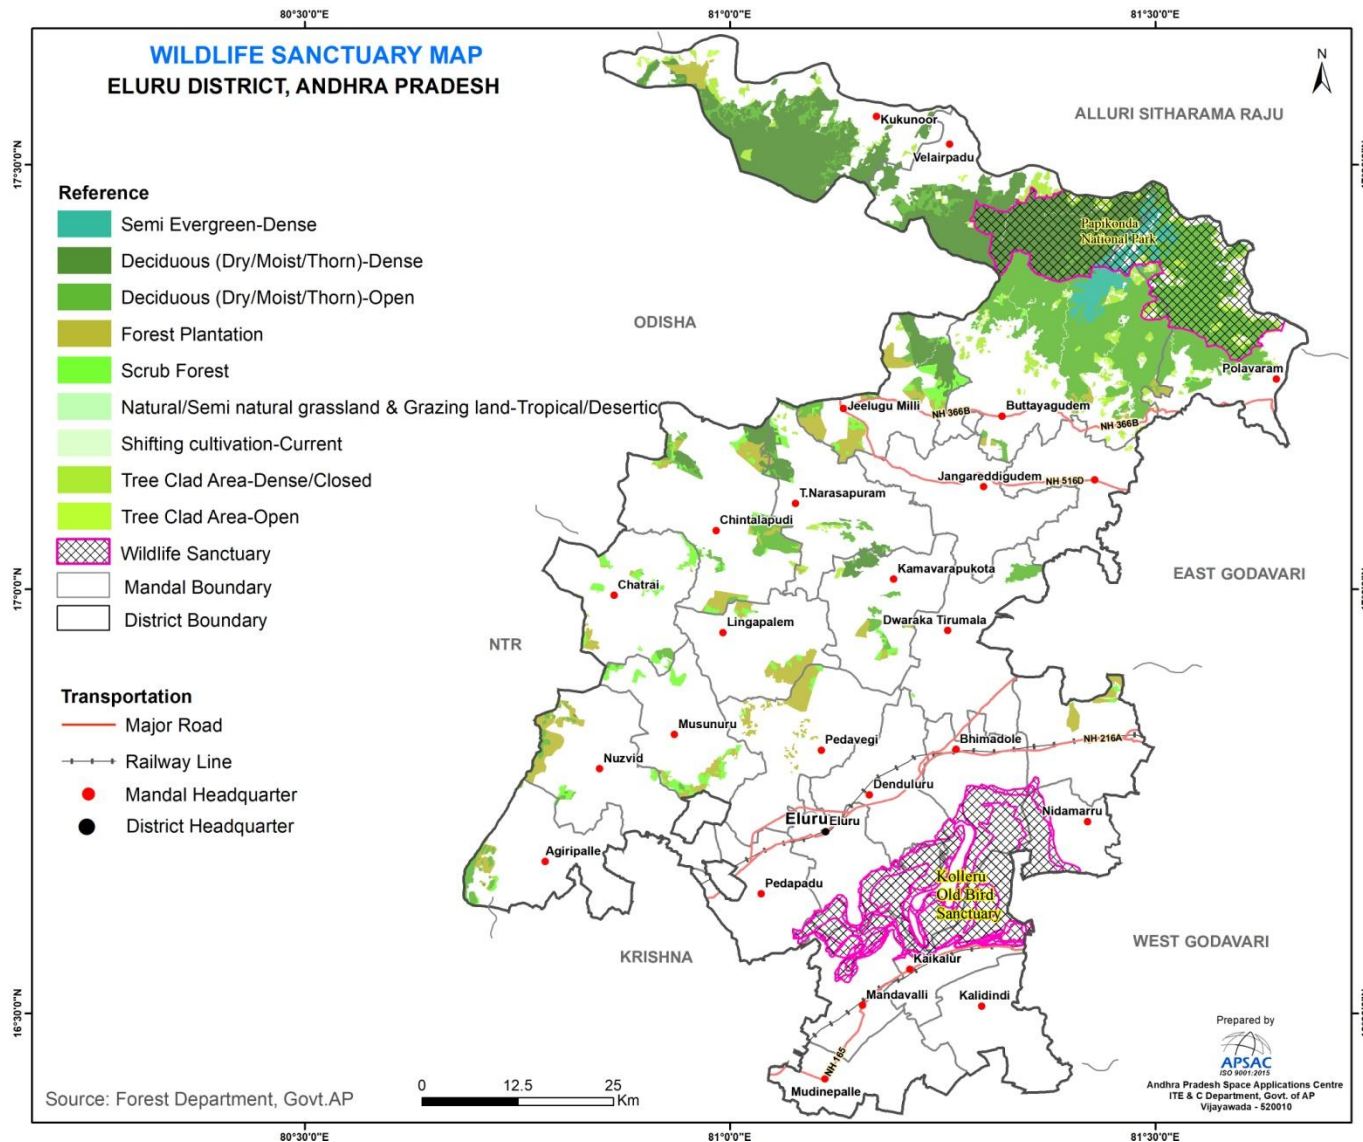 80°30'0"E 81°0'0"E 81°30'0"E
WILDLIFE SANCTUARY MAP
ELURU DISTRICT, ANDHRA PRADESH
N
ALLURI SITHARAMA RAJU
Kukunoor
Velairpadu
17°30'0"N
Reference
Semi Evergreen-Dense
Deciduous (Dry/Moist/Thorn)-Dense
Deciduous (Dry/Moist/Thorn)-Open
Forest Plantation
Scrub Forest
Natural/Semi natural grassland & Grazing land-Tropical/Desertic
Shifting cultivation-Current
Tree Clad Area-Dense/Closed
Tree Clad Area-Open
Wildlife Sanctuary
Mandal Boundary
District Boundary
Transportation
Major Road
Railway Line
Mandal Headquarter
District Headquarter
Papikonda
National Park
ODISHA
Polavaram
Jeelugu Milli
NH 366B
Buttayagudem
NH 366B
Jangareddigudem
NH 516D
T.Narasapuram
Chintalapudi
Kamavarapukota
EAST GODAVARI
17°0'0"N
Chatrai
Lingapalem
Dwaraka Tirumala
NTR
Musunuru
Pedavegi
Bhimadole
NH 216A
Nuzvid
Denduluru
Nidamarru
Eluru
Eluru
Agiripalle
Pedapadu
Kolleru
Old Bird
Sanctuary
KRISHNA
WEST GODAVARI
Kaikalur
Mandavalli
Kalidindi
16°30'0"N
NH 165
Mudinepalle
Prepared by
APSAC
ISO 9001:2015
Andhra Pradesh Space Applications Centre
ITE & C Department, Govt. of AP
Vijayawada - 520010
Source: Forest Department, Govt.AP
0 12.5 25
Km
80°30'0"E 81°0'0"E 81°30'0"E